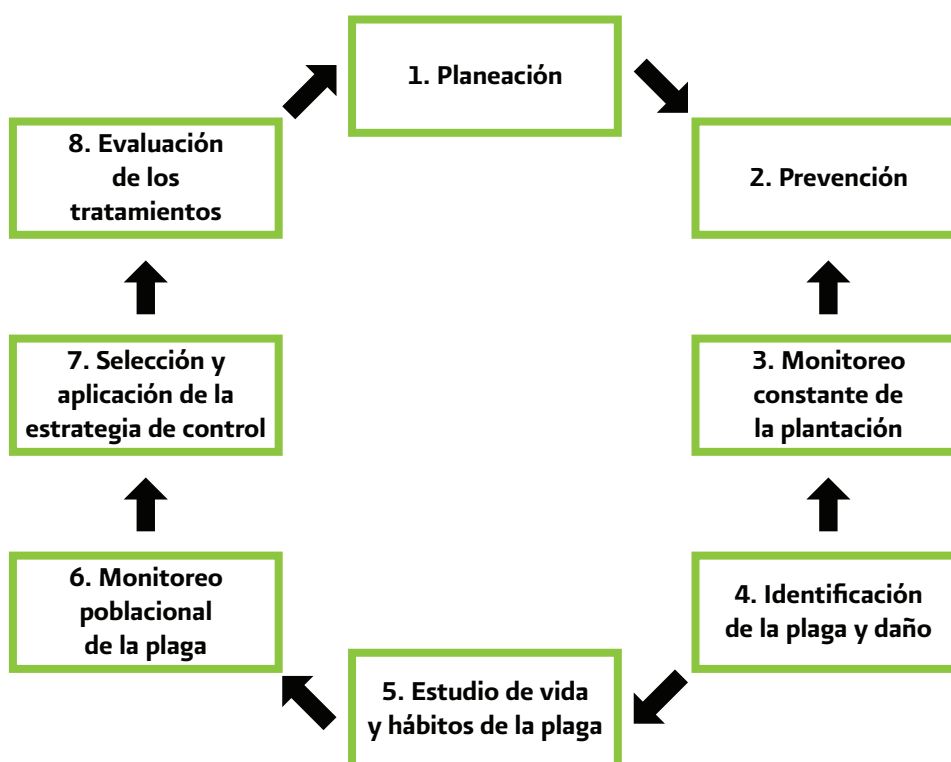 1. Planeación
2. Prevención
3. Monitoreo
constante de
la plantación
4. Identificación
de la plaga y daño
5. Estudio de vida
y hábitos de la plaga
6. Monitoreo
poblacional
de la plaga
7. Selección y
aplicación de la
estrategia de control
8. Evaluación
de los
tratamientos